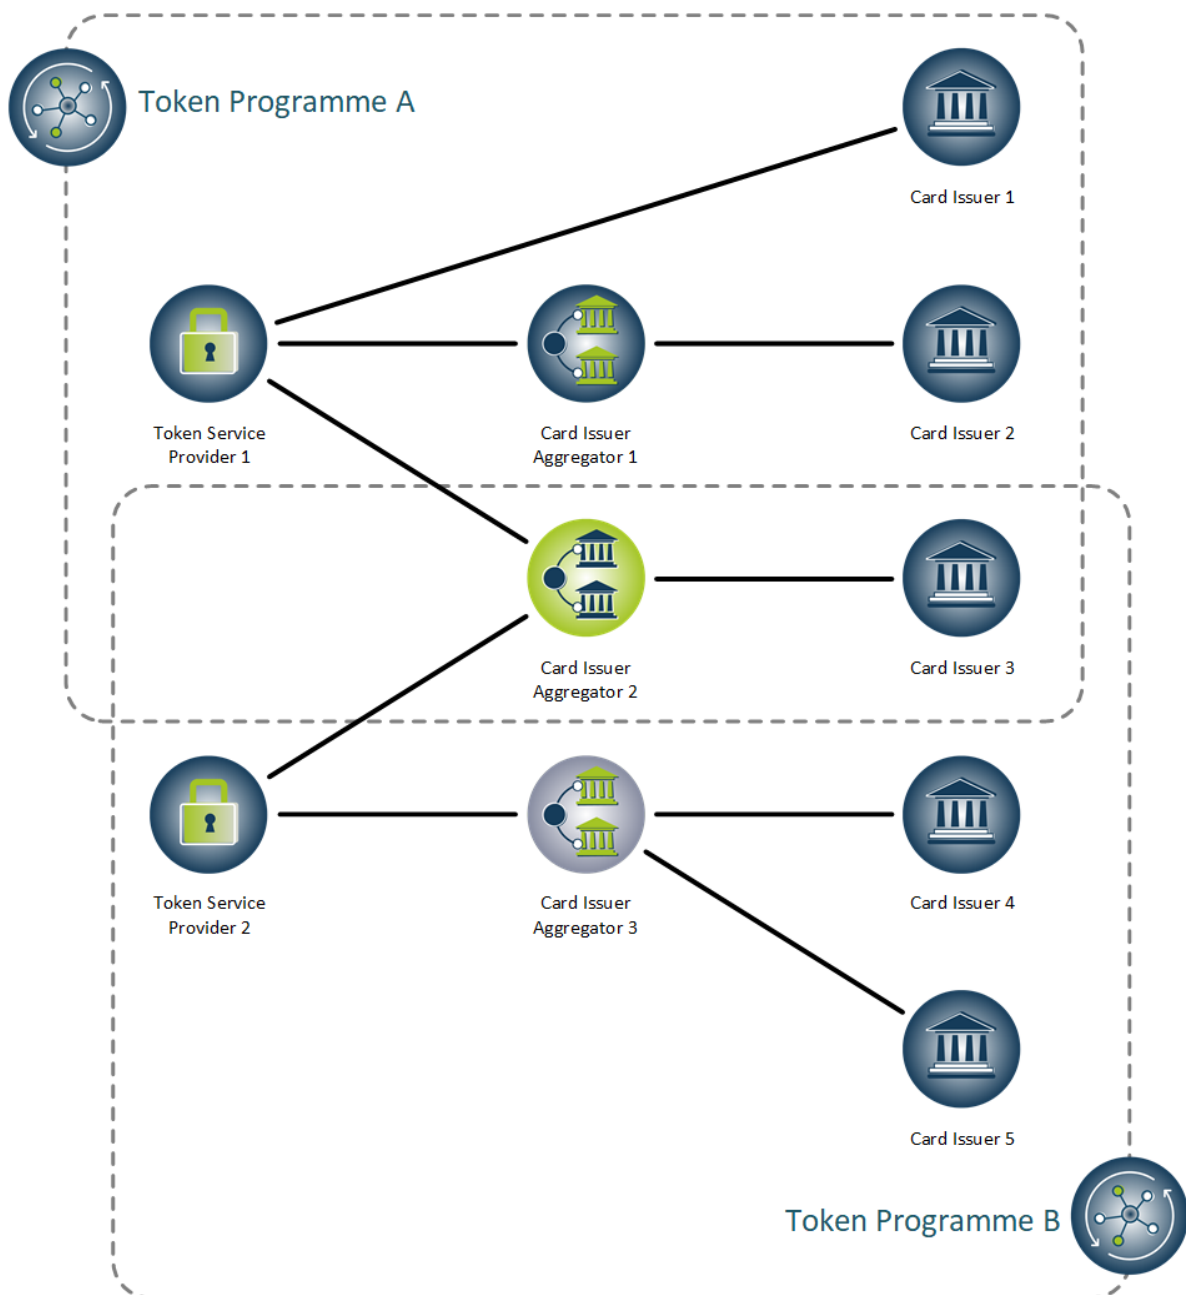 Token Programme A
Card Issuer 1
Token Service
Provider 1
Card Issuer
Aggregator 1
Card Issuer 2
Card Issuer
Aggregator 2
Card Issuer 3
Token Service
Provider 2
Card Issuer
Aggregator 3
Card Issuer 4
Card Issuer 5
Token Programme B